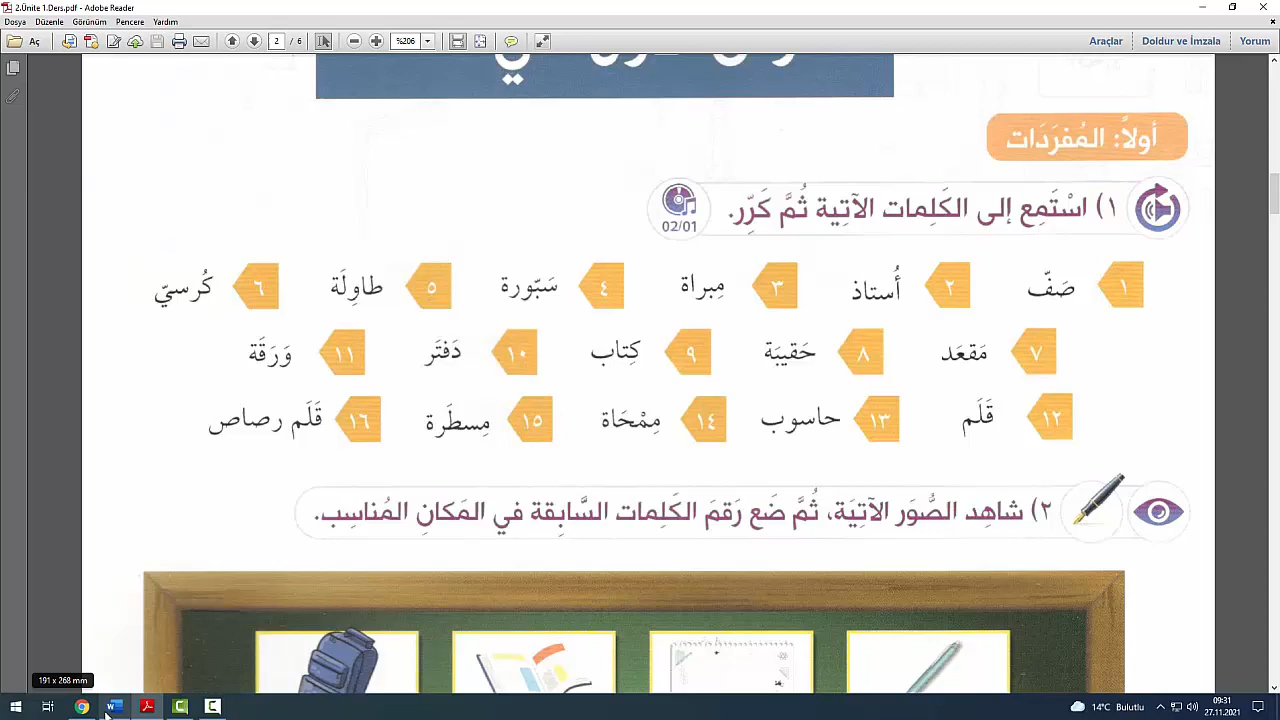 2.Ünite 1.Ders.pdf - Adobe Reader
Dosya Düzenle Görünüm Pencere Yardım
Aç 2 / 6 %206 Araçlar Doldur ve İmzala Yorum
أولاً: المُفرَدَات
١) اسْتَمِع إلى الكَلِمات الآتِية ثُمَّ كَرِّر.
02/01
١ صَفّ ٢ أُستاذ ٣ مِبراة ٤ سَبّورة ٥ طاوِلَة ٦ كُرسيّ
٧ مَقعَد ٨ حَقيبَة ٩ كِتاب ١٠ دَفتَر ١١ وَرَقَة
١٢ قَلَم ١٣ حاسوب ١٤ مِمْحَاة ١٥ مِسطَرة ١٦ قَلَم رصاص
٢) شاهِد الصُّوَر الآتِيَة، ثُمَّ ضَع رَقمَ الكَلِمات السَّابِقة في المَكانِ المُناسِب.
191 x 268 mm
14°C Bulutlu 09:31
27.11.2021